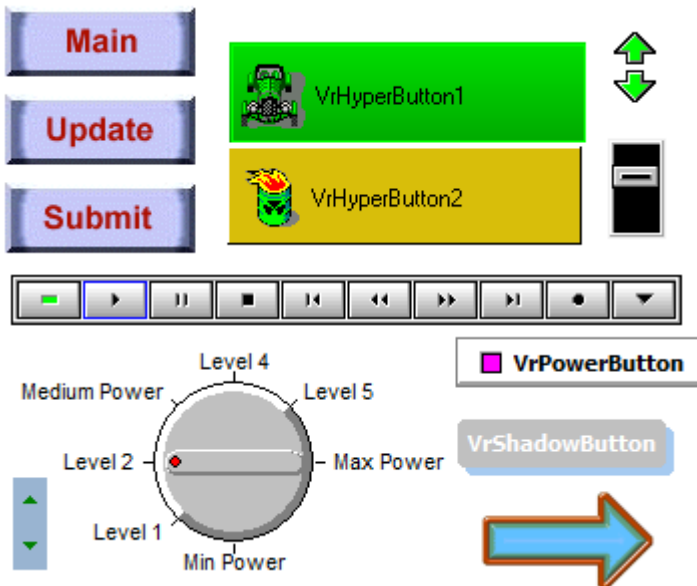 Main
Update
Submit
VrHyperButton1
VrHyperButton2
Level 4
Medium Power
Level 5
Level 2
Max Power
Level 1
Min Power
VrPowerButton
VrShadowButton